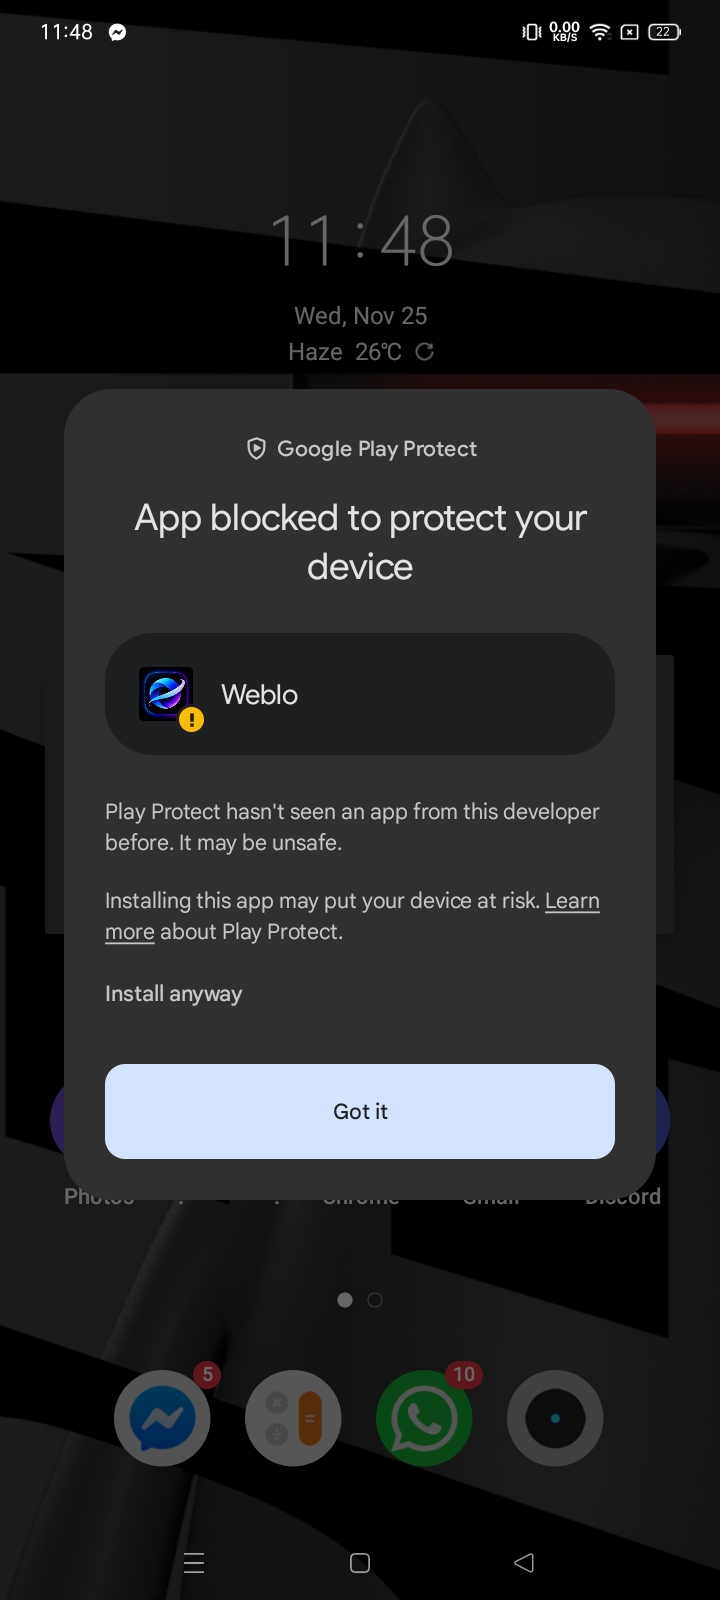 11:48
0.00
KB/S
22
11:48
Wed, Nov 25
Haze 26℃
Google Play Protect
App blocked to protect your
device
Weblo
Play Protect hasn't seen an app from this developer
before. It may be unsafe.
Installing this app may put your device at risk. Learn
more about Play Protect.
Install anyway
Got it
Photos Chrome Gmail Discord
5
10